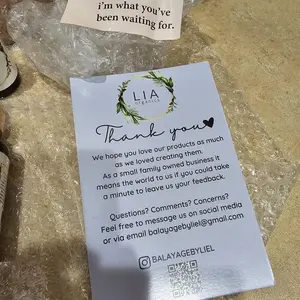 i'm what you've
been waiting for.
LIA
organics
Thank you
We hope you love our products as much
as we loved creating them.
As a small family owned business it
means the world to us if you could take
a minute to leave us your feedback.
Questions? Comments? Concerns?
Feel free to message us on social media
or via email balayagebyliel@gmail.com
BALAYAGEBYLIEL